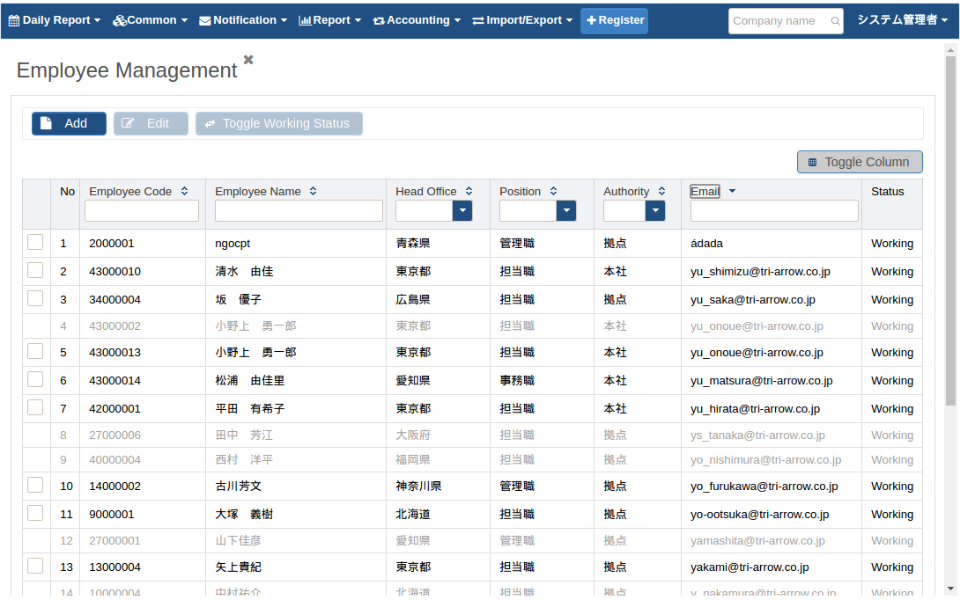 Daily Report Common Notification Report Accounting Import/Export Register Company name システム管理者
Employee Management
Add Edit Toggle Working Status
Toggle Column
No Employee Code Employee Name Head Office Position Authority Email Status
1 2000001 ngocpt 青森県 管理職 拠点 ádada Working
2 43000010 清水　由佳 東京都 担当職 本社 yu_shimizu@tri-arrow.co.jp Working
3 34000004 坂　優子 広島県 担当職 拠点 yu_saka@tri-arrow.co.jp Working
4 43000002 小野上　勇一郎 東京都 担当職 本社 yu_onoue@tri-arrow.co.jp Working
5 43000013 小野上　勇一郎 東京都 担当職 本社 yu_onoue@tri-arrow.co.jp Working
6 43000014 松浦　由佳里 愛知県 事務職 本社 yu_matsura@tri-arrow.co.jp Working
7 42000001 平田　有希子 東京都 担当職 本社 yu_hirata@tri-arrow.co.jp Working
8 27000006 田中　芳江 大阪府 担当職 拠点 ys_tanaka@tri-arrow.co.jp Working
9 40000004 西村　洋平 福岡県 担当職 拠点 yo_nishimura@tri-arrow.co.jp Working
10 14000002 古川芳文 神奈川県 管理職 拠点 yo_furukawa@tri-arrow.co.jp Working
11 9000001 大塚　義樹 北海道 担当職 拠点 yo-ootsuka@tri-arrow.co.jp Working
12 27000001 山下佳彦 愛知県 管理職 拠点 yamashita@tri-arrow.co.jp Working
13 13000004 矢上貴紀 東京都 担当職 拠点 yakami@tri-arrow.co.jp Working
14 10000004 中村祐介 北海道 担当職 拠点 y_nakamura@tri-arrow.co.jp Working